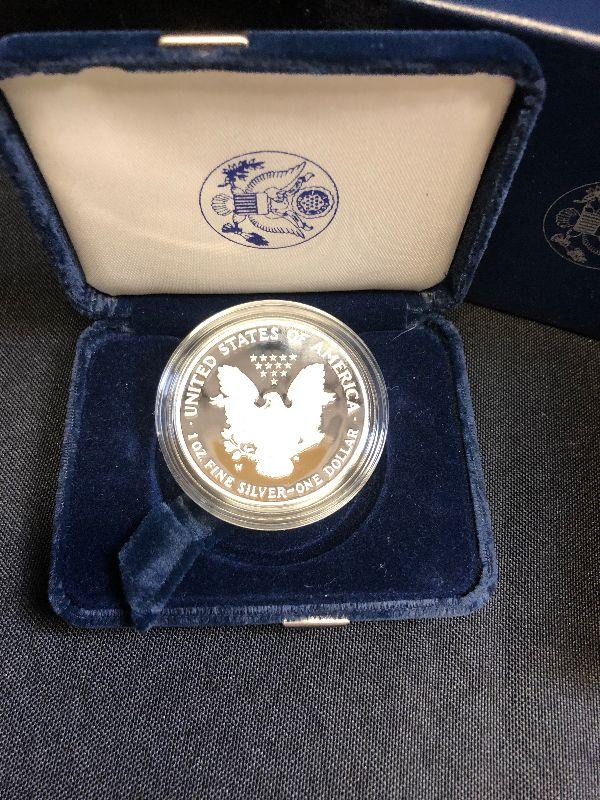 UNITED STATES OF AMERICA
W
1 OZ. FINE SILVER~ONE DOLLAR